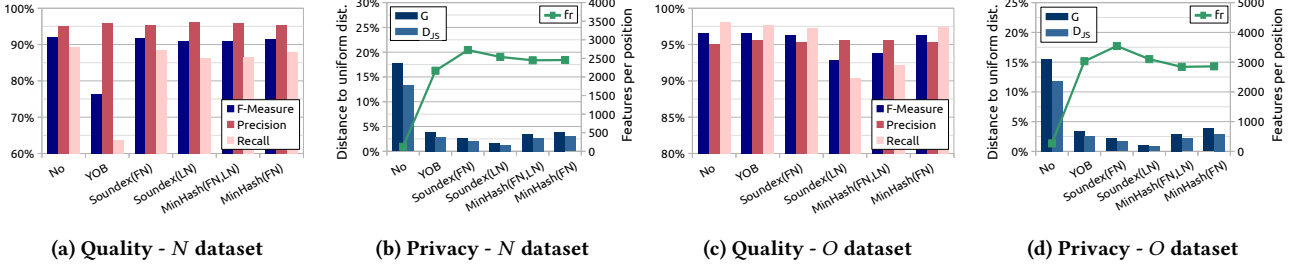 100%
90%
80%
70%
60%
F-Measure
Precision
Recall
No
YOB
Soundex(FN)
Soundex(LN)
MinHash(FN,LN)
MinHash(FN)
(a) Quality - N dataset
Distance to uniform dist.
30%
25%
20%
15%
10%
5%
0%
G
D_JS
fr
4000
3500
3000
2500
2000
1500
1000
500
0
Features per position
No
YOB
Soundex(FN)
Soundex(LN)
MinHash(FN,LN)
MinHash(FN)
(b) Privacy - N dataset
100%
95%
90%
85%
80%
F-Measure
Precision
Recall
No
YOB
Soundex(FN)
Soundex(LN)
MinHash(FN,LN)
MinHash(FN)
(c) Quality - O dataset
Distance to uniform dist.
25%
20%
15%
10%
5%
0%
G
D_JS
fr
5000
4000
3000
2000
1000
0
Features per position
No
YOB
Soundex(FN)
Soundex(LN)
MinHash(FN,LN)
MinHash(FN)
(d) Privacy - O dataset